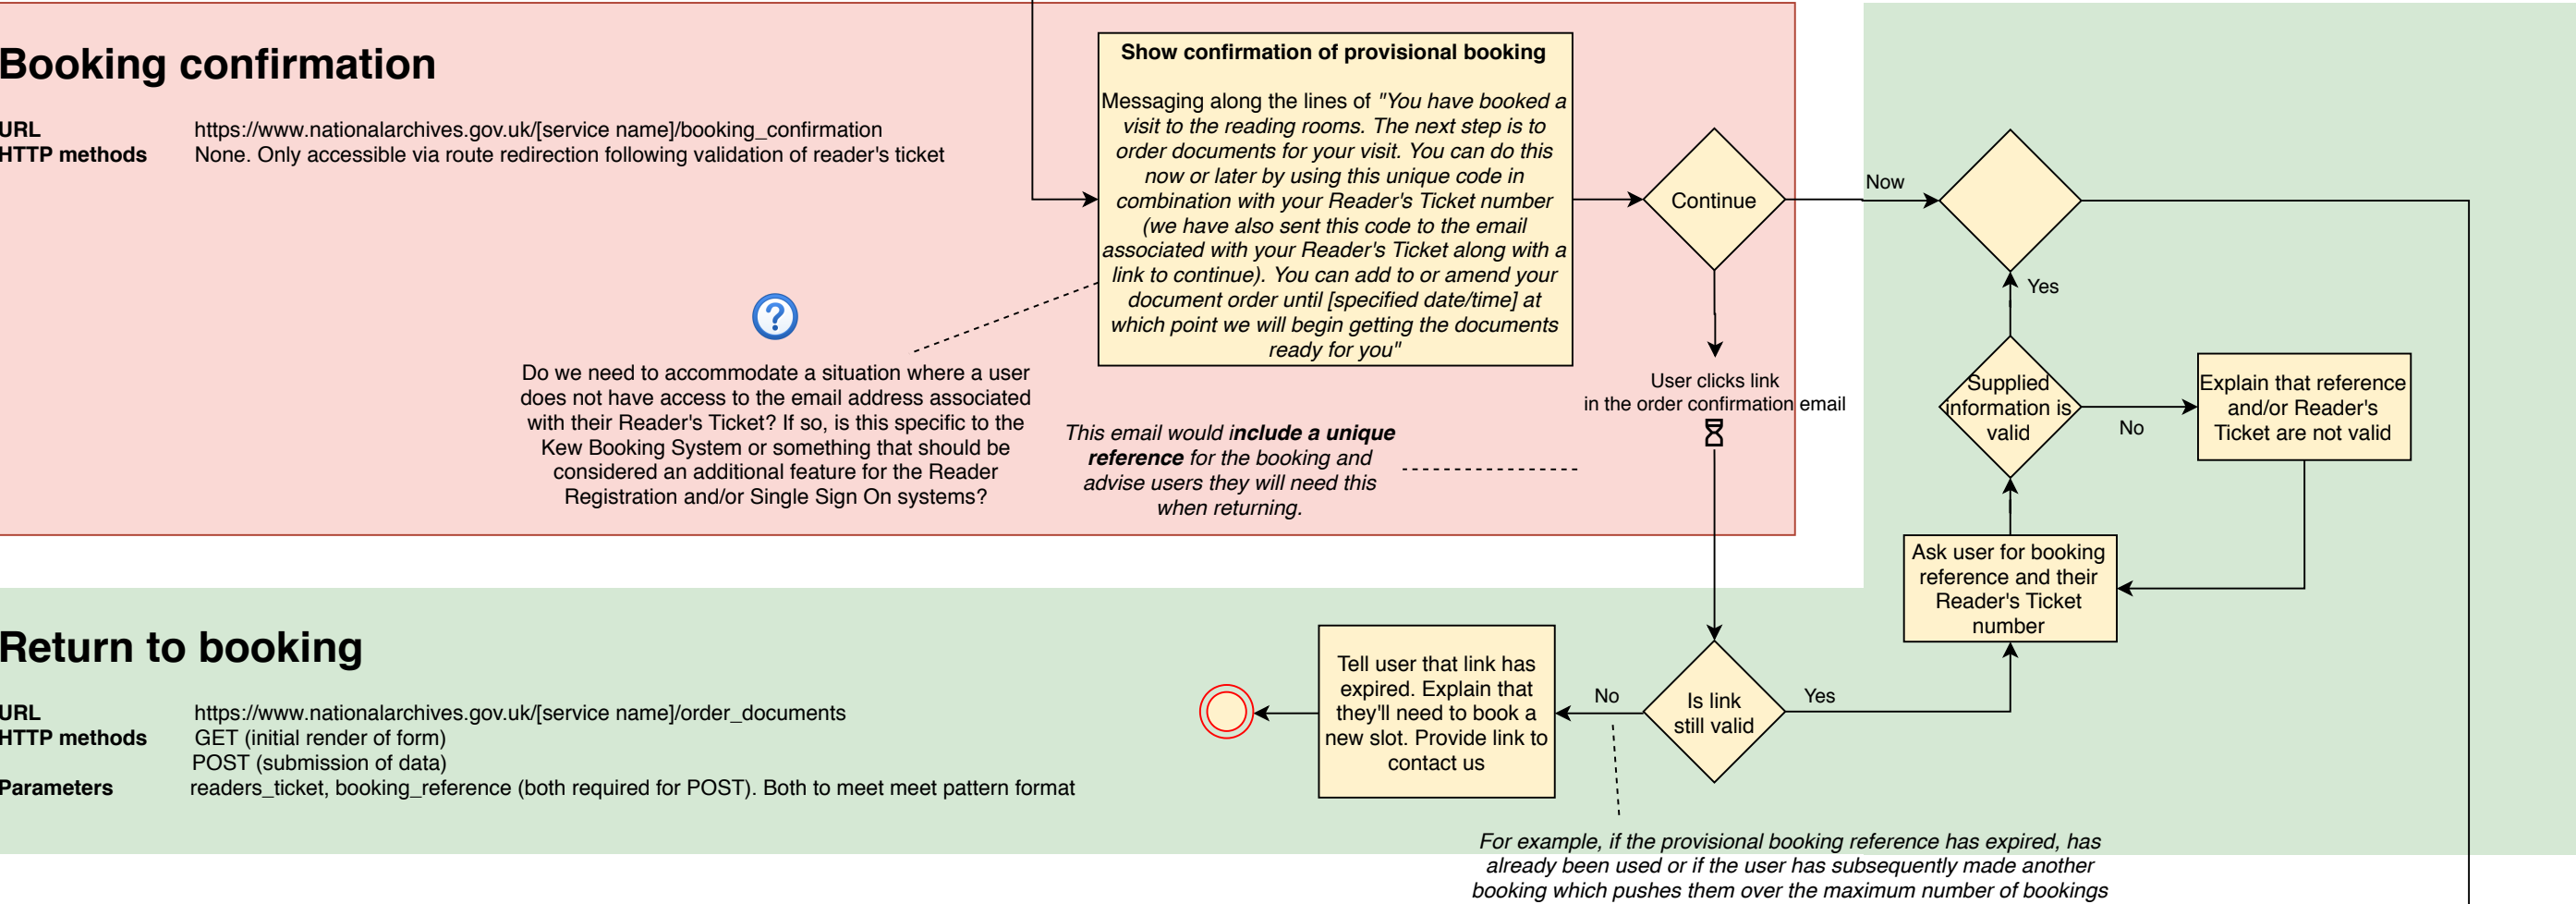 Booking confirmation
URL https://www.nationalarchives.gov.uk/[service name]/booking_confirmation
HTTP methods None. Only accessible via route redirection following validation of reader's ticket
Show confirmation of provisional booking
Messaging along the lines of "You have booked a
visit to the reading rooms. The next step is to
order documents for your visit. You can do this
now or later by using this unique code in
combination with your Reader's Ticket number
(we have also sent this code to the email
associated with your Reader's Ticket along with a
link to continue). You can add to or amend your
document order until [specified date/time] at
which point we will begin getting the documents
ready for you"
Continue
Now
Do we need to accommodate a situation where a user
does not have access to the email address associated
with their Reader's Ticket? If so, is this specific to the
Kew Booking System or something that should be
considered an additional feature for the Reader
Registration and/or Single Sign On systems?
This email would include a unique
reference for the booking and
advise users they will need this
when returning.
User clicks link
in the order confirmation email
Yes
Supplied
information is
valid
No
Explain that reference
and/or Reader's
Ticket are not valid
Ask user for booking
reference and their
Reader's Ticket
number
Return to booking
URL https://www.nationalarchives.gov.uk/[service name]/order_documents
HTTP methods GET (initial render of form)
POST (submission of data)
Parameters readers_ticket, booking_reference (both required for POST). Both to meet meet pattern format
Tell user that link has
expired. Explain that
they'll need to book a
new slot. Provide link to
contact us
No
Is link
still valid
Yes
For example, if the provisional booking reference has expired, has
already been used or if the user has subsequently made another
booking which pushes them over the maximum number of bookings